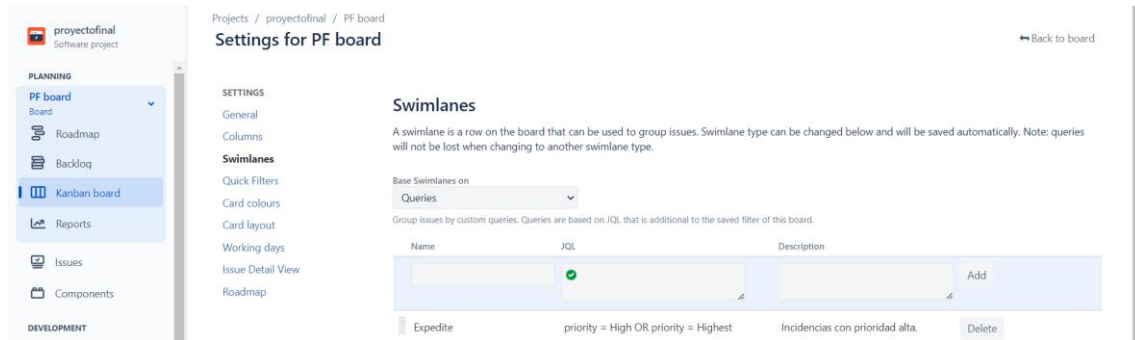 Projects / proyectofinal / PF board
Settings for PF board
Back to board
proyectofinal
Software project
PLANNING
PF board
Board
Roadmap
Backlog
Kanban board
Reports
Issues
Components
DEVELOPMENT
SETTINGS
General
Columns
Swimlanes
Quick Filters
Card colours
Card layout
Working days
Issue Detail View
Roadmap
Swimlanes
A swimlane is a row on the board that can be used to group issues. Swimlane type can be changed below and will be saved automatically. Note: queries
will not be lost when changing to another swimlane type.
Base Swimlanes on
Queries
Group issues by custom queries. Queries are based on JQL that is additional to the saved filter of this board.
Name JQL Description
Add
Expedite priority = High OR priority = Highest Incidencias con prioridad alta. Delete